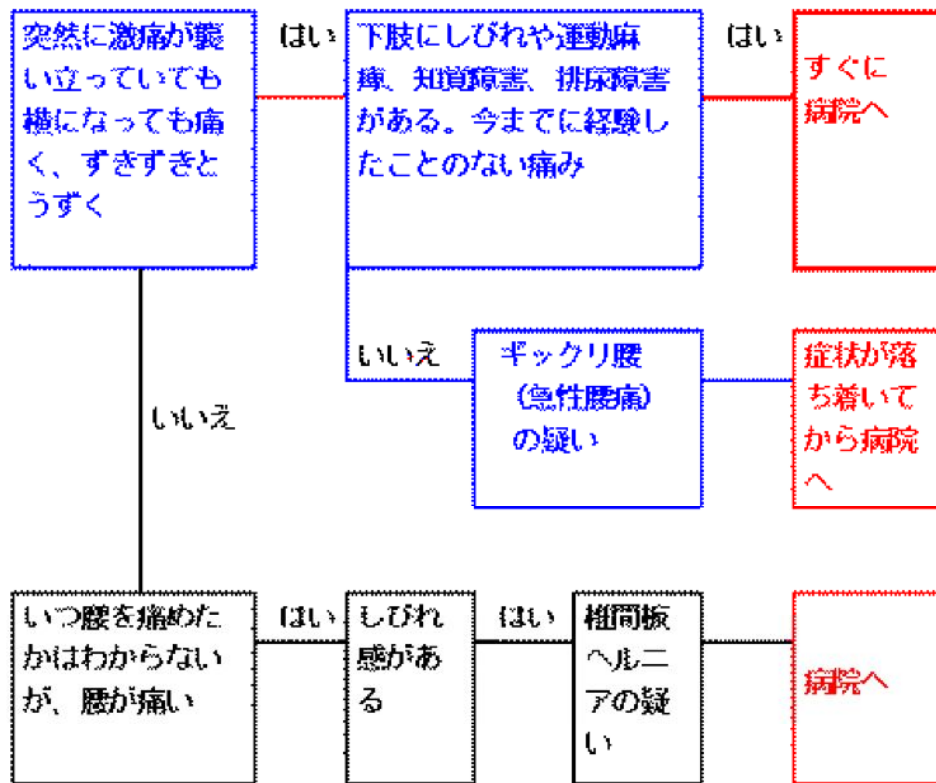 突然に激痛が襲
い立っていても
横になっても痛
く、ずきずきと
うずく
はい
下肢にしびれや運動麻
痺、知覚障害、排尿障害
がある。今までに経験し
たことのない痛み
はい
すぐに
病院へ
いいえ
ギックリ腰
(急性腰痛)
の疑い
症状が落
ち着いて
から病院
へ
いいえ
いつ腰を痛めた
かはわからない
が、腰が痛い
はい
しびれ
感があ
る
はい
椎間板
ヘルニ
アの疑
い
病院へ